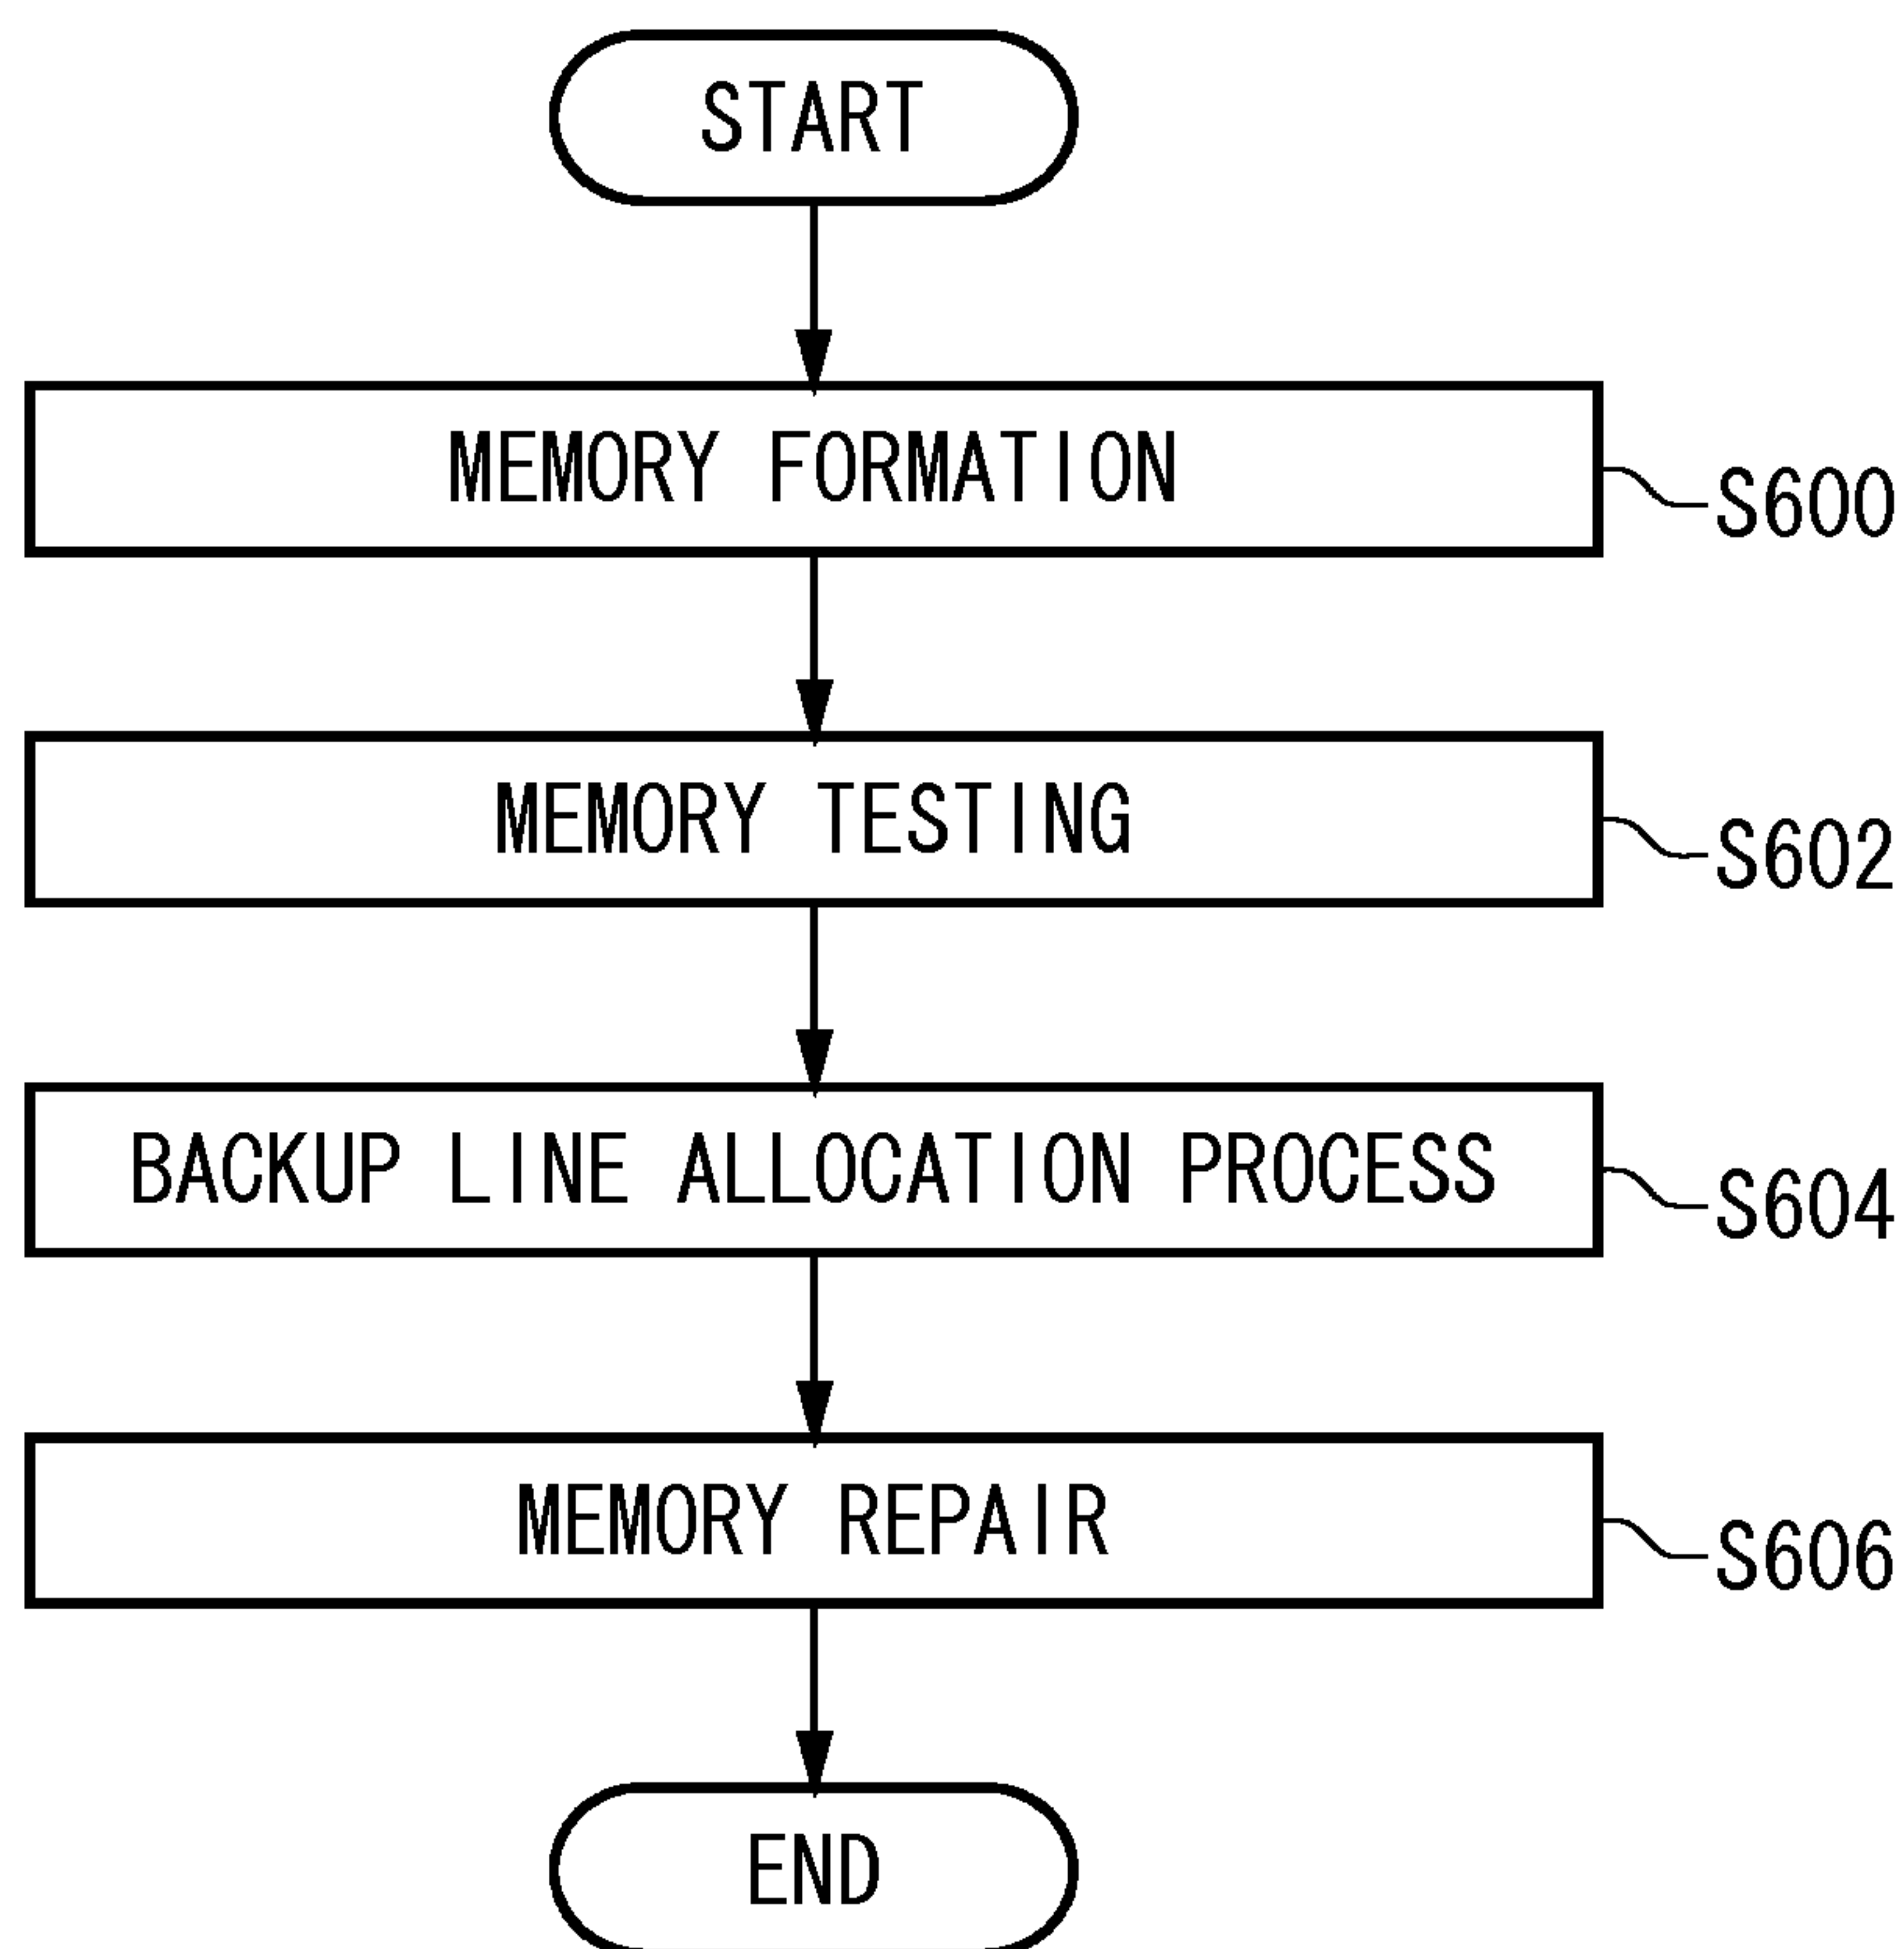 START
MEMORY FORMATION
S600
MEMORY TESTING
S602
BACKUP LINE ALLOCATION PROCESS
S604
MEMORY REPAIR
S606
END